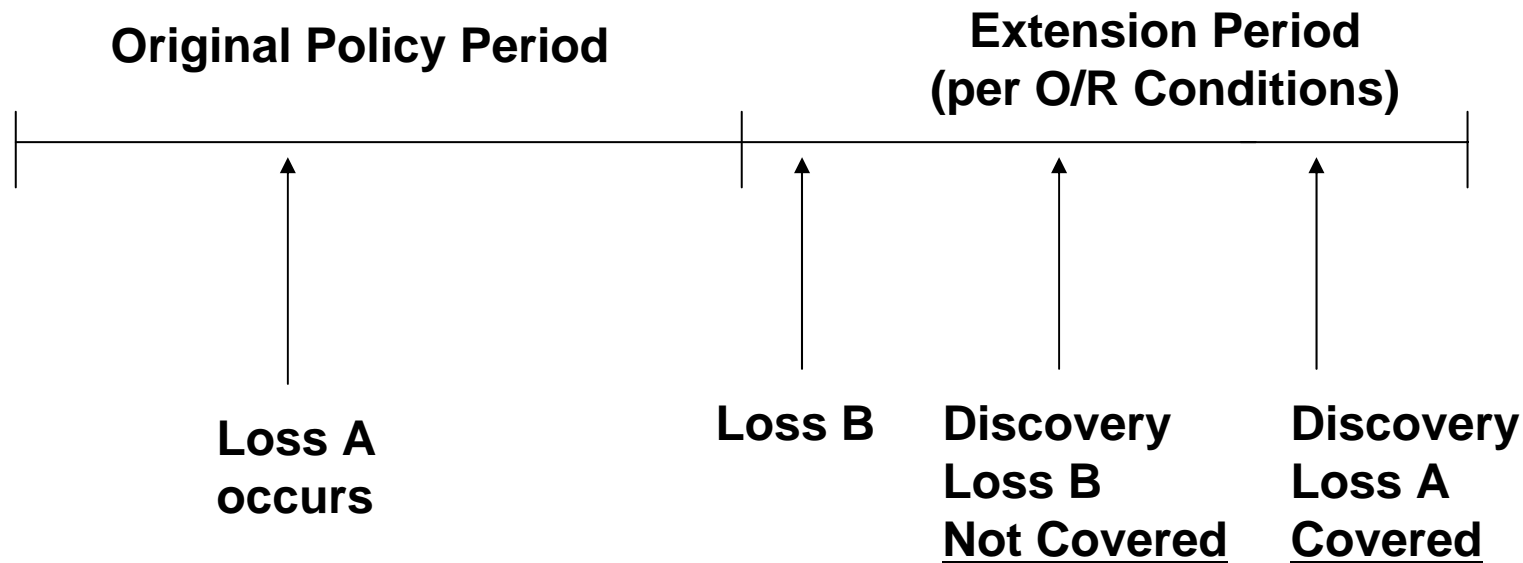 Original Policy Period
Extension Period
(per O/R Conditions)
Loss A
occurs
Loss B
Discovery
Loss B
Not Covered
Discovery
Loss A
Covered